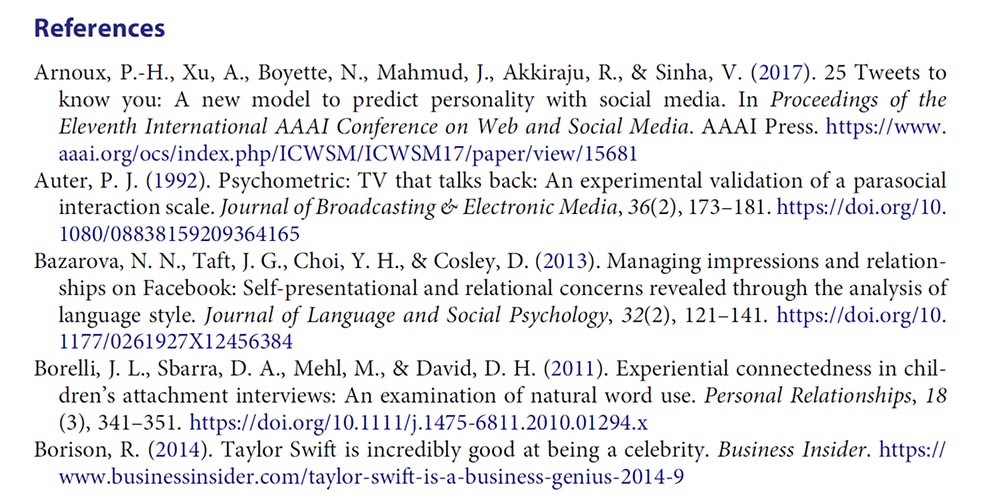 References
Arnoux, P.-H., Xu, A., Boyette, N., Mahmud, J., Akkiraju, R., & Sinha, V. (2017). 25 Tweets to
know you: A new model to predict personality with social media. In Proceedings of the
Eleventh International AAAI Conference on Web and Social Media. AAAI Press. https://www.
aaai.org/ocs/index.php/ICWSM/ICWSM17/paper/view/15681
Auter, P. J. (1992). Psychometric: TV that talks back: An experimental validation of a parasocial
interaction scale. Journal of Broadcasting & Electronic Media, 36(2), 173–181. https://doi.org/10.
1080/08838159209364165
Bazarova, N. N., Taft, J. G., Choi, Y. H., & Cosley, D. (2013). Managing impressions and relation-
ships on Facebook: Self-presentational and relational concerns revealed through the analysis of
language style. Journal of Language and Social Psychology, 32(2), 121–141. https://doi.org/10.
1177/0261927X12456384
Borelli, J. L., Sbarra, D. A., Mehl, M., & David, D. H. (2011). Experiential connectedness in chil-
dren's attachment interviews: An examination of natural word use. Personal Relationships, 18
(3), 341–351. https://doi.org/10.1111/j.1475-6811.2010.01294.x
Borison, R. (2014). Taylor Swift is incredibly good at being a celebrity. Business Insider. https://
www.businessinsider.com/taylor-swift-is-a-business-genius-2014-9